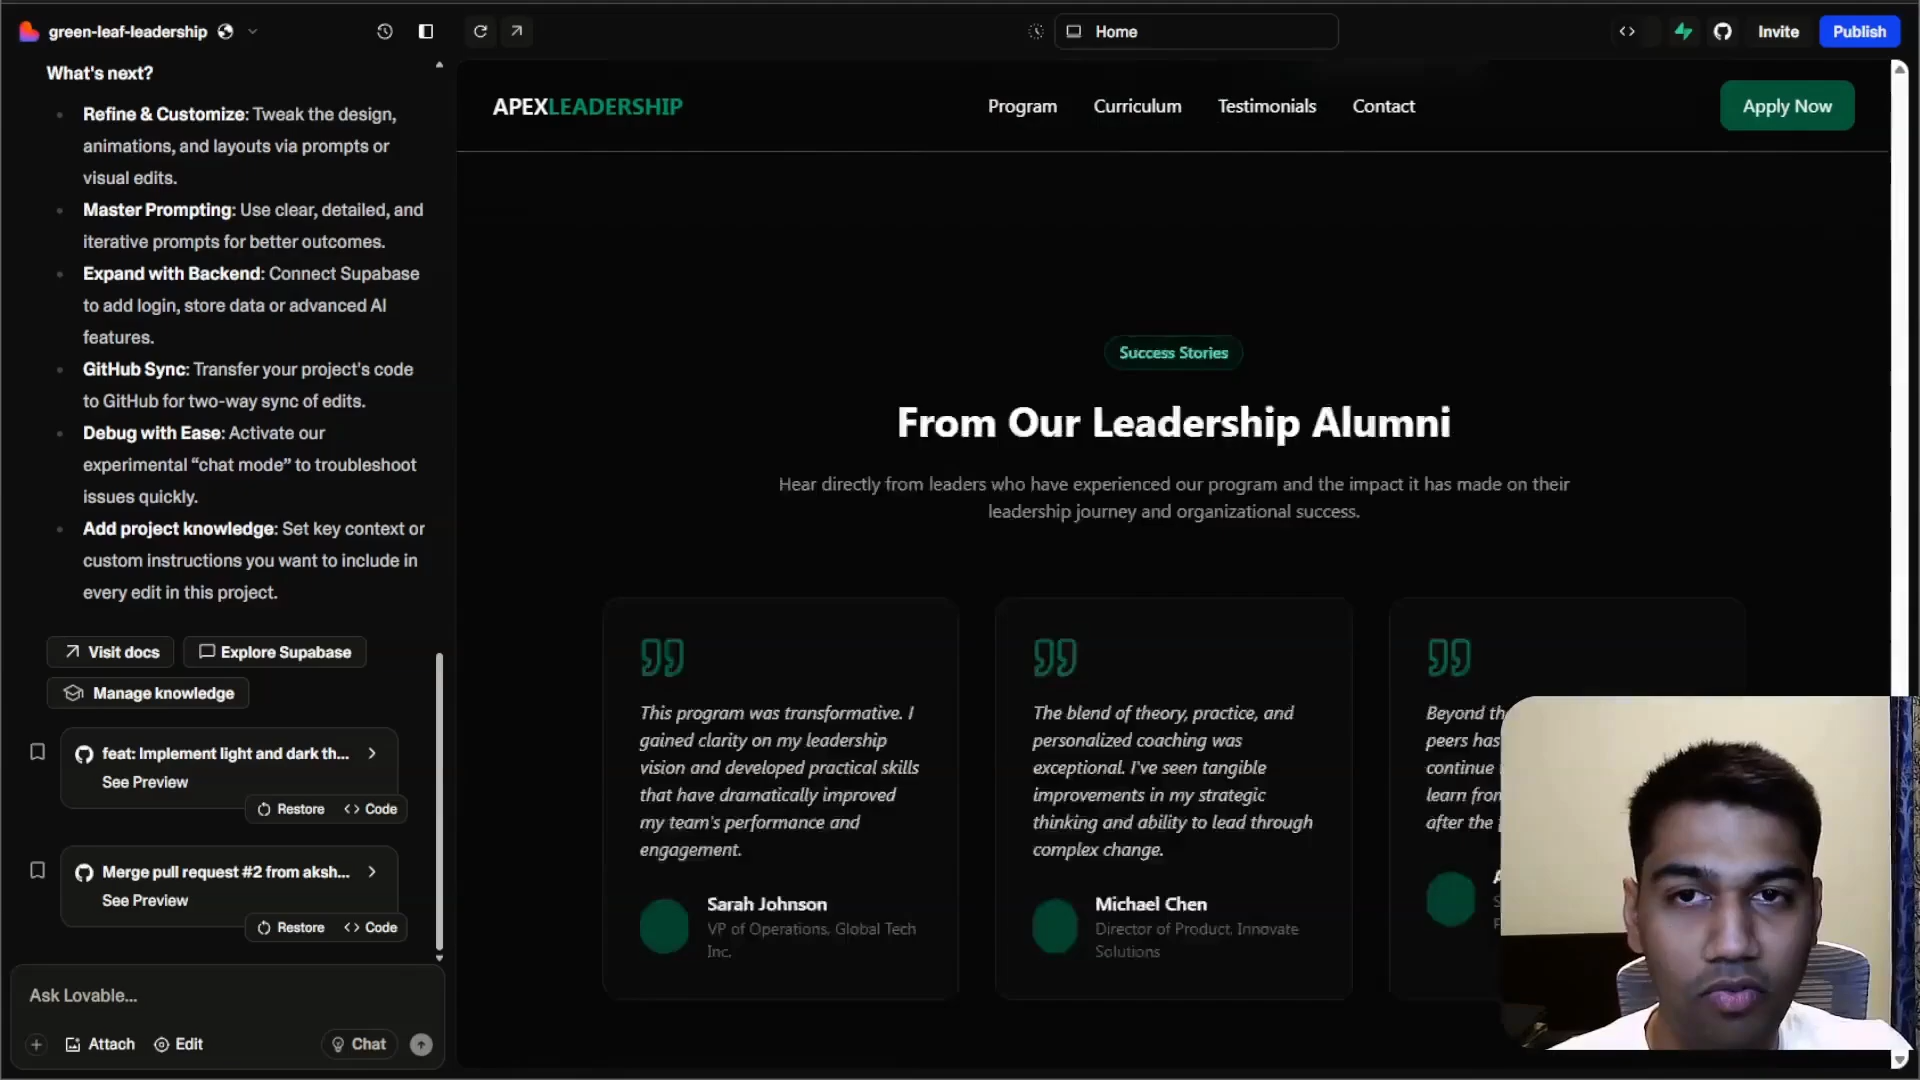 green-leaf-leadership
Home
Invite
Publish
What's next?
Refine & Customize: Tweak the design,
animations, and layouts via prompts or
visual edits.
Master Prompting: Use clear, detailed, and
iterative prompts for better outcomes.
Expand with Backend: Connect Supabase
to add login, store data or advanced AI
features.
GitHub Sync: Transfer your project's code
to GitHub for two-way sync of edits.
Debug with Ease: Activate our
experimental “chat mode” to troubleshoot
issues quickly.
Add project knowledge: Set key context or
custom instructions you want to include in
every edit in this project.
Visit docs
Explore Supabase
Manage knowledge
feat: Implement light and dark th...
See Preview
Restore
Code
Merge pull request #2 from aksh...
See Preview
Restore
Code
Ask Lovable...
Attach
Edit
Chat
APEXLEADERSHIP
Program
Curriculum
Testimonials
Contact
Apply Now
Success Stories
From Our Leadership Alumni
Hear directly from leaders who have experienced our program and the impact it has made on their
leadership journey and organizational success.
This program was transformative. I
gained clarity on my leadership
vision and developed practical skills
that have dramatically improved
my team's performance and
engagement.
Sarah Johnson
VP of Operations, Global Tech
Inc.
The blend of theory, practice, and
personalized coaching was
exceptional. I've seen tangible
improvements in my strategic
thinking and ability to lead through
complex change.
Michael Chen
Director of Product, Innovate
Solutions
Beyond
peers has
continue
learn
after the